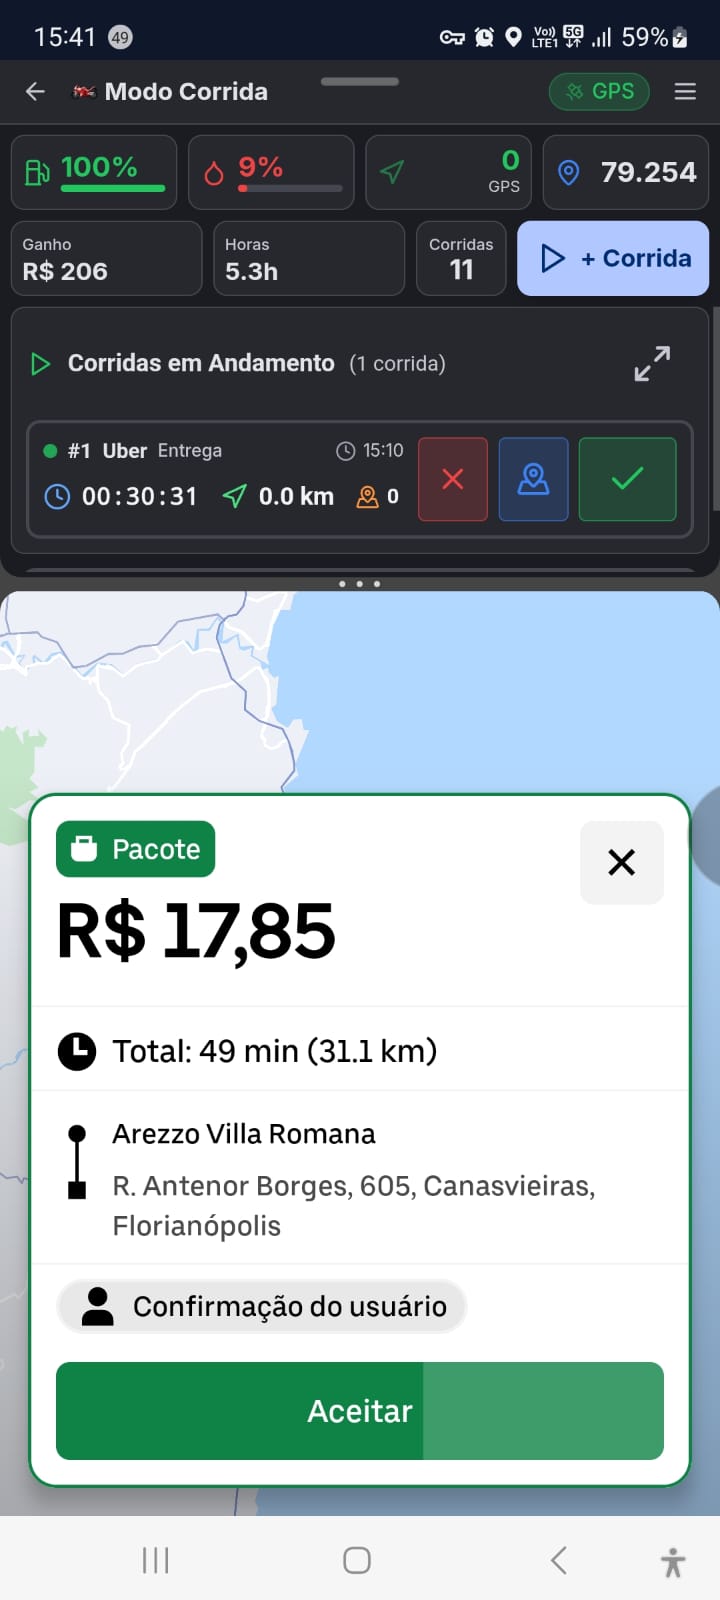 15:41 49 Vo)) LTE1 5G 59%
Modo Corrida GPS
100% 9% 0 GPS 79.254
Ganho
R$ 206
Horas
5.3h
Corridas
11
+ Corrida
Corridas em Andamento (1 corrida)
#1 Uber Entrega 15:10
00:30:31 0.0 km 0
Pacote
R$ 17,85
Total: 49 min (31.1 km)
Arezzo Villa Romana
R. Antenor Borges, 605, Canasvieiras,
Florianópolis
Confirmação do usuário
Aceitar